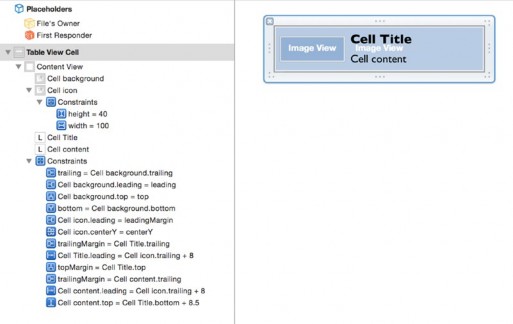 Placeholders
File's Owner
First Responder
Table View Cell
Content View
Cell background
Cell icon
Constraints
height = 40
width = 100
L Cell Title
L Cell content
Constraints
trailing = Cell background.trailing
Cell background.leading = leading
Cell background.top = top
bottom = Cell background.bottom
Cell icon.leading = leadingMargin
Cell icon.centerY = centerY
trailingMargin = Cell Title.trailing
Cell Title.leading = Cell icon.trailing + 8
topMargin = Cell Title.top
trailingMargin = Cell content.trailing
Cell content.leading = Cell icon.trailing + 8
Cell content.top = Cell Title.bottom + 8.5
Cell Title
Image View Image View
Cell content